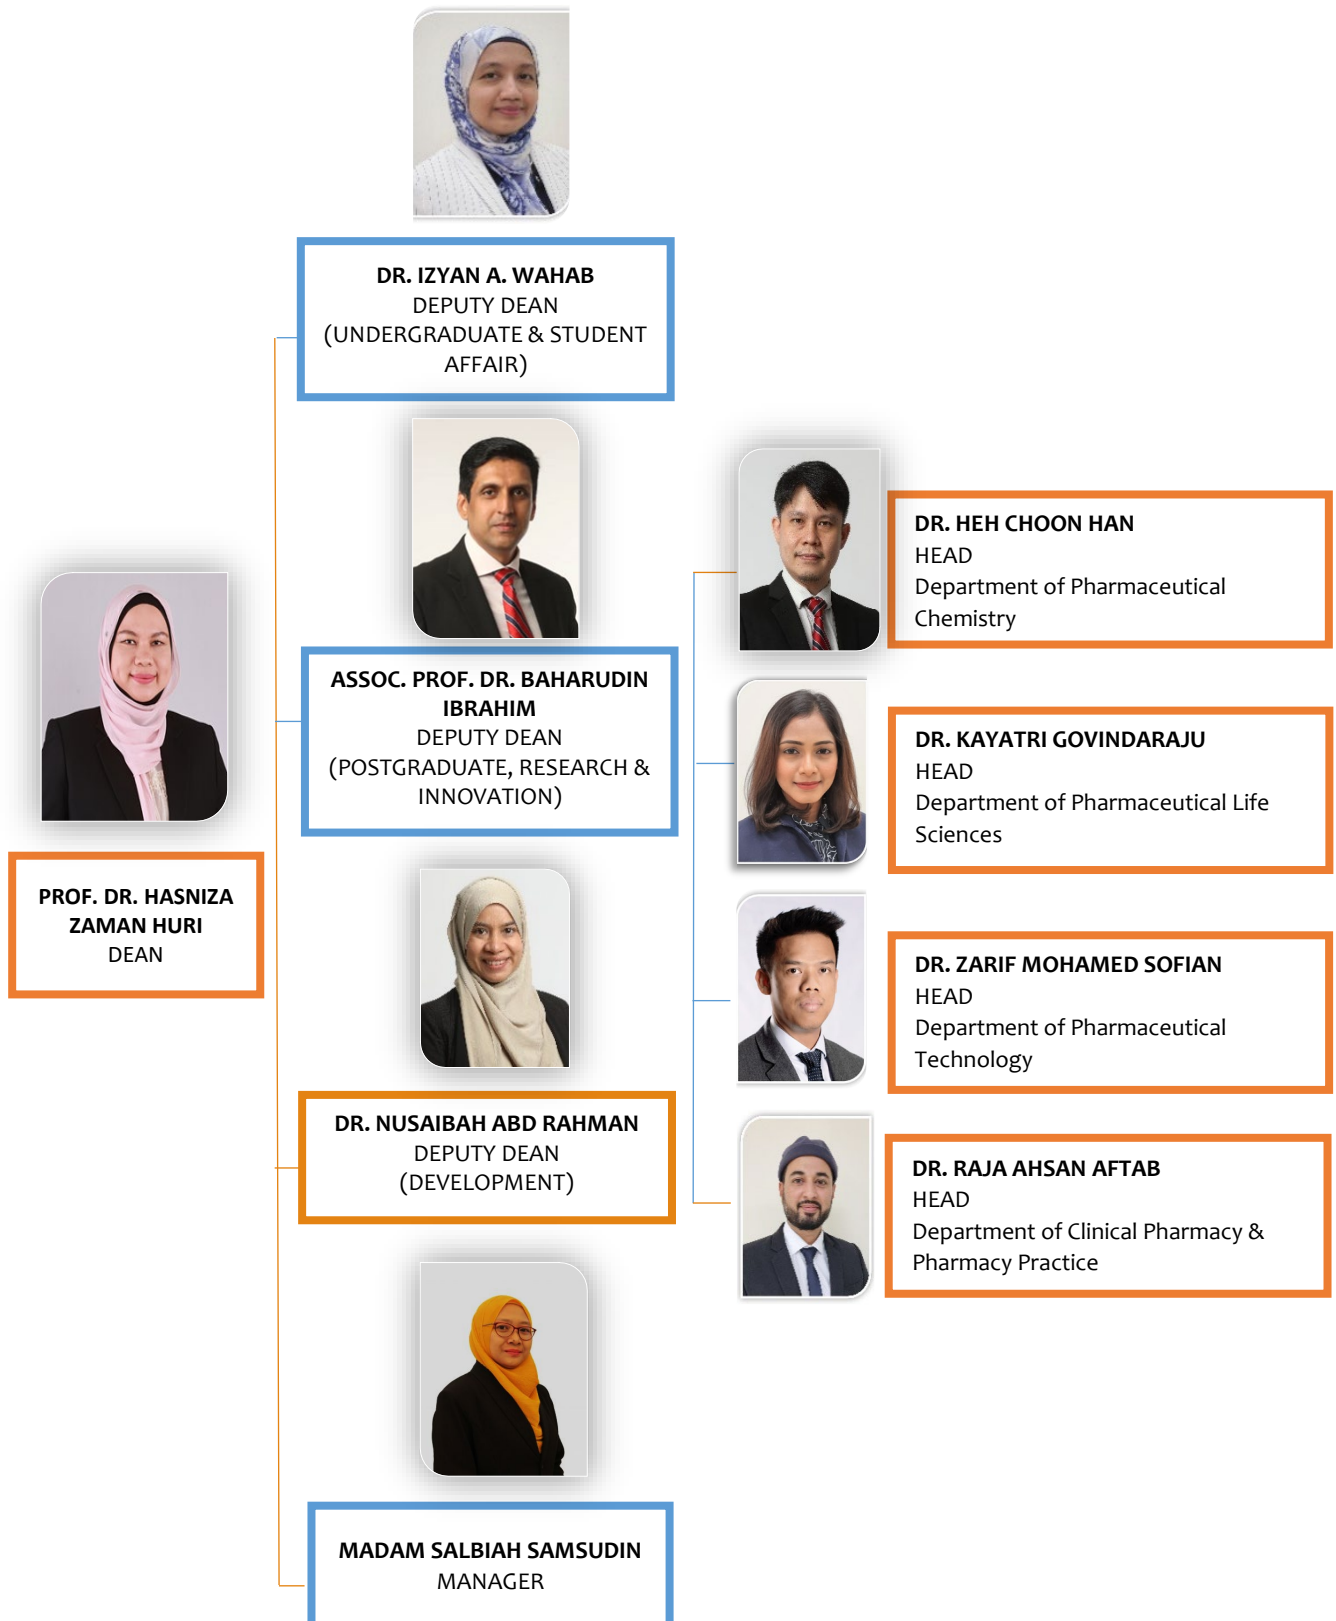 DR. IZYAN A. WAHAB
DEPUTY DEAN
(UNDERGRADUATE & STUDENT
AFFAIR)
ASSOC. PROF. DR. BAHARUDIN
IBRAHIM
DEPUTY DEAN
(POSTGRADUATE, RESEARCH &
INNOVATION)
PROF. DR. HASNIZA
ZAMAN HURI
DEAN
DR. NUSAIBAH ABD RAHMAN
DEPUTY DEAN
(DEVELOPMENT)
MADAM SALBIAH SAMSUDIN
MANAGER
DR. HEH CHOON HAN
HEAD
Department of Pharmaceutical
Chemistry
DR. KAYATRI GOVINDARAJU
HEAD
Department of Pharmaceutical Life
Sciences
DR. ZARIF MOHAMED SOFIAN
HEAD
Department of Pharmaceutical
Technology
DR. RAJA AHSAN AFTAB
HEAD
Department of Clinical Pharmacy &
Pharmacy Practice